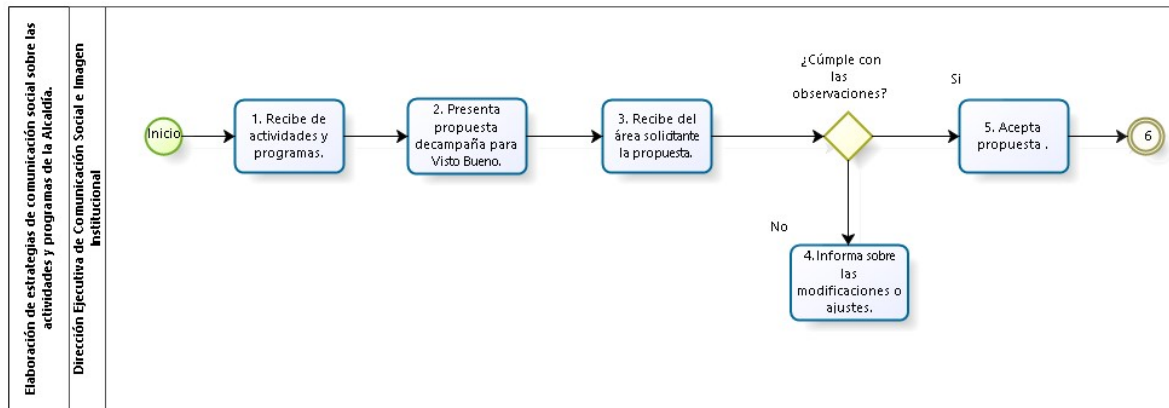 Elaboración de estrategias de comunicación social sobre las
actividades y programas de la Alcaldía.
Dirección Ejecutiva de Comunicación Social e Imagen
Institucional
Inicio
1. Recibe de
actividades y
programas.
2. Presenta
propuesta
decampaña para
Visto Bueno.
3. Recibe del
área solicitante
la propuesta.
¿Cúmple con
las
observaciones?
Si
5. Acepta
propuesta .
6
No
4.Informa sobre
las
modificaciones o
ajustes.